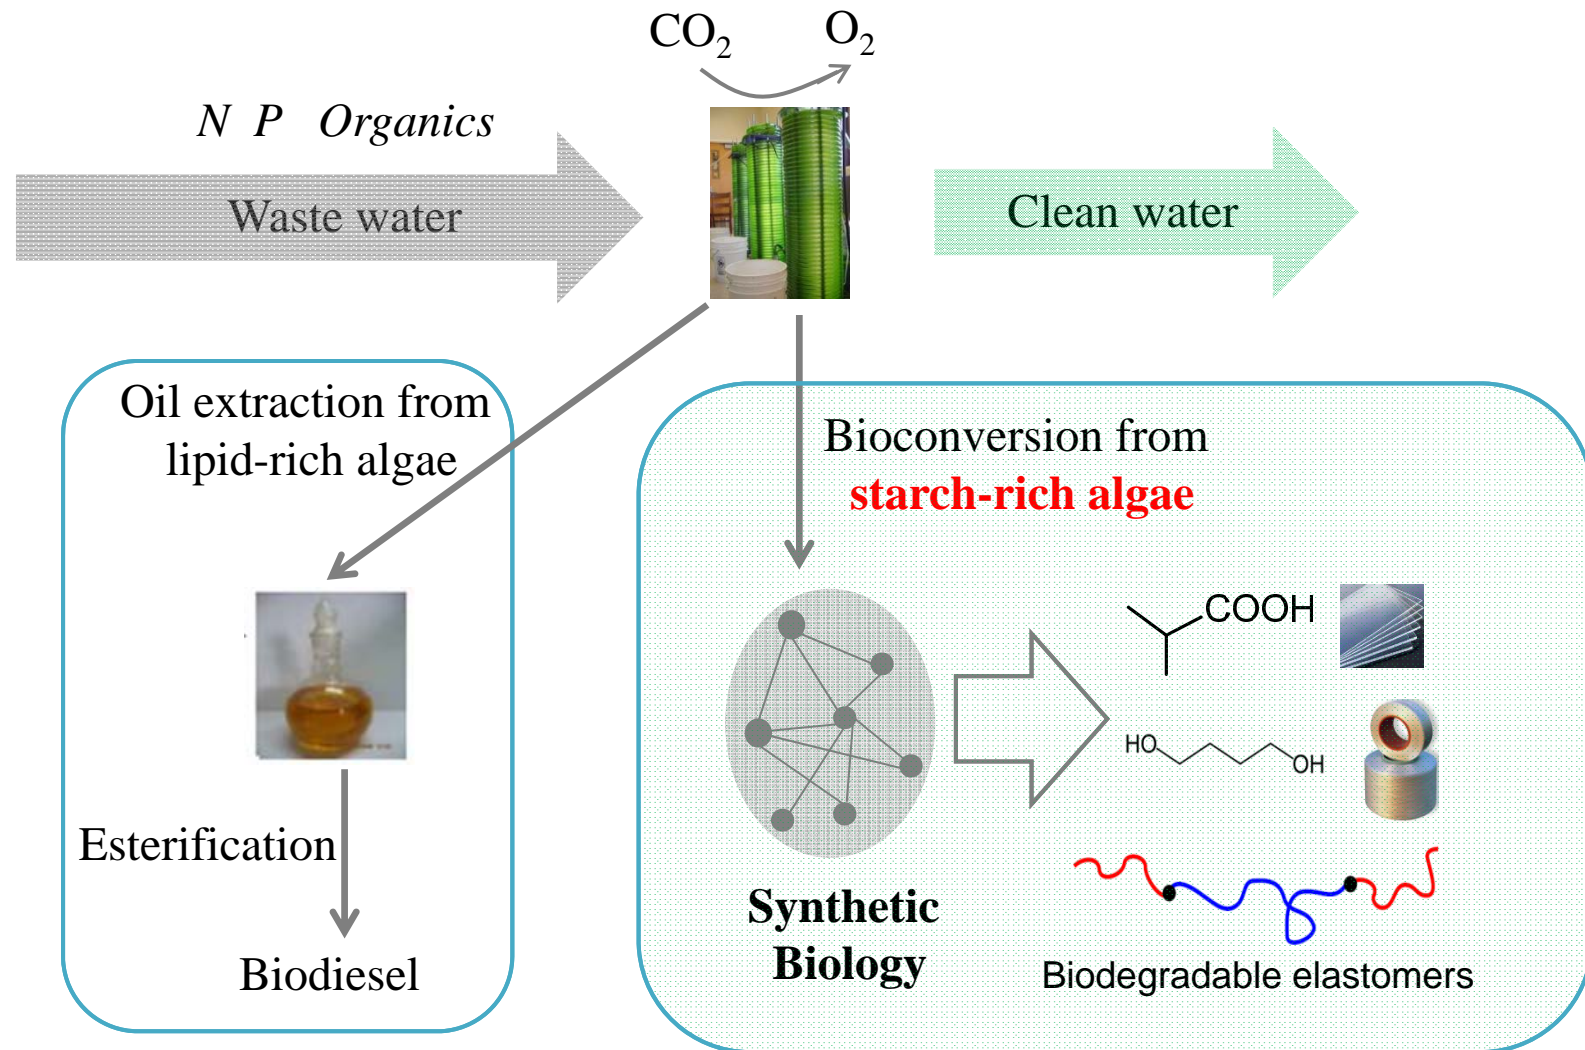 CO₂ O₂
N P Organics
Waste water
Clean water
Oil extraction from
lipid-rich algae
Bioconversion from
starch-rich algae
COOH
HO
OH
Esterification
Synthetic
Biology
Biodiesel
Biodegradable elastomers